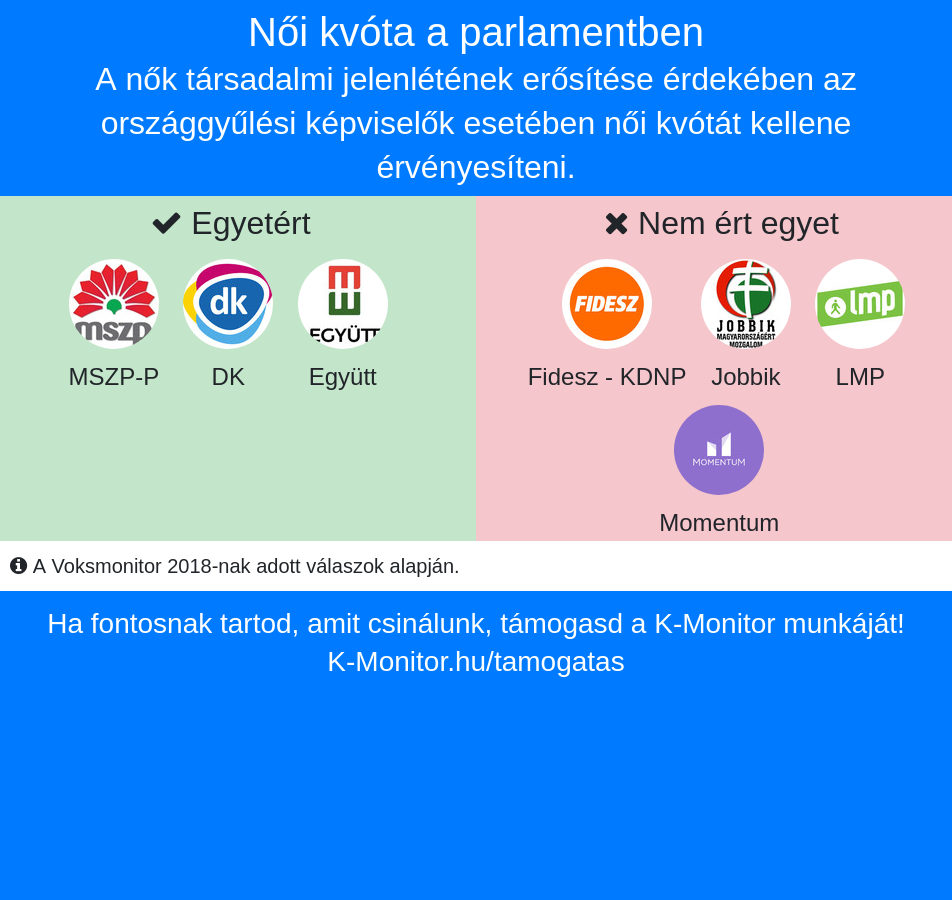 Női kvóta a parlamentben
A nők társadalmi jelenlétének erősítése érdekében az
országgyűlési képviselők esetében női kvótát kellene
érvényesíteni.
Egyetért
Nem ért egyet
mszp
dk
EGYÜTT
FIDESZ
JOBBIK
MAGYARORSZÁGÉRT
MOZGALOM
lmp
MSZP-P
DK
Együtt
Fidesz - KDNP
Jobbik
LMP
MOMENTUM
Momentum
A Voksmonitor 2018-nak adott válaszok alapján.
Ha fontosnak tartod, amit csinálunk, támogasd a K-Monitor munkáját!
K-Monitor.hu/tamogatas